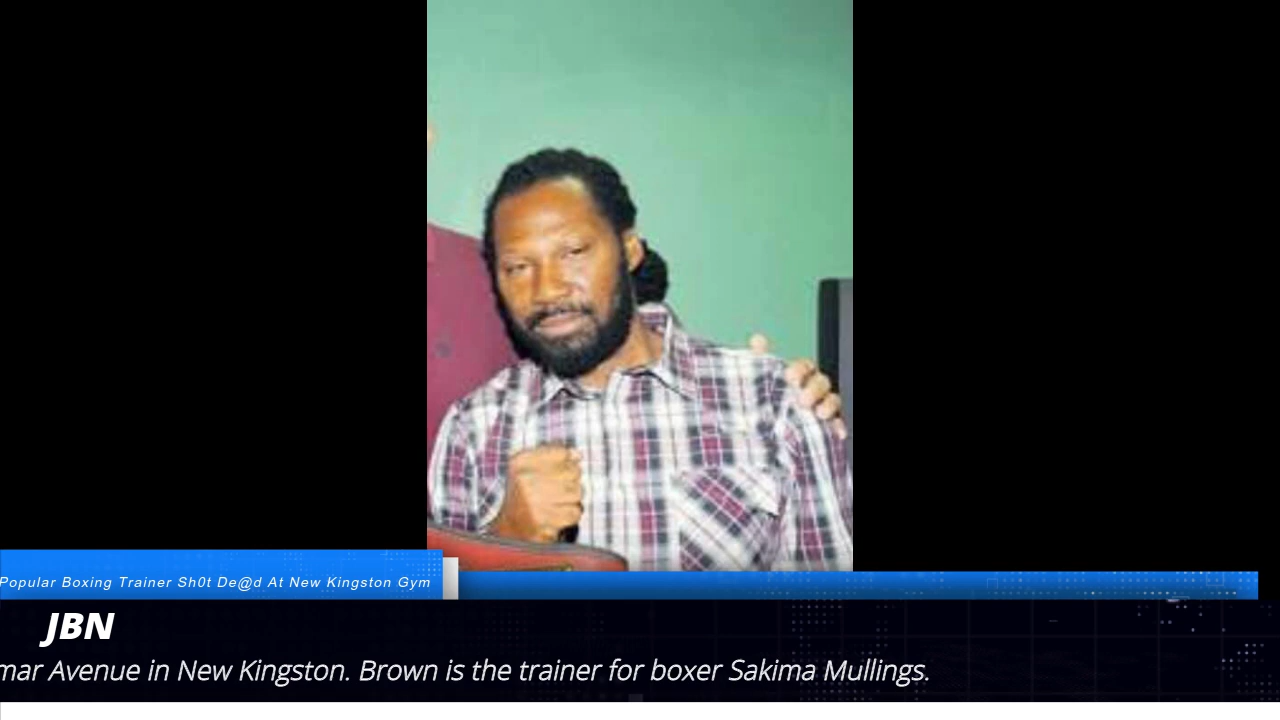 Popular Boxing Trainer Sh0t De@d At New Kingston Gym
JBN
mar Avenue in New Kingston. Brown is the trainer for boxer Sakima Mullings.